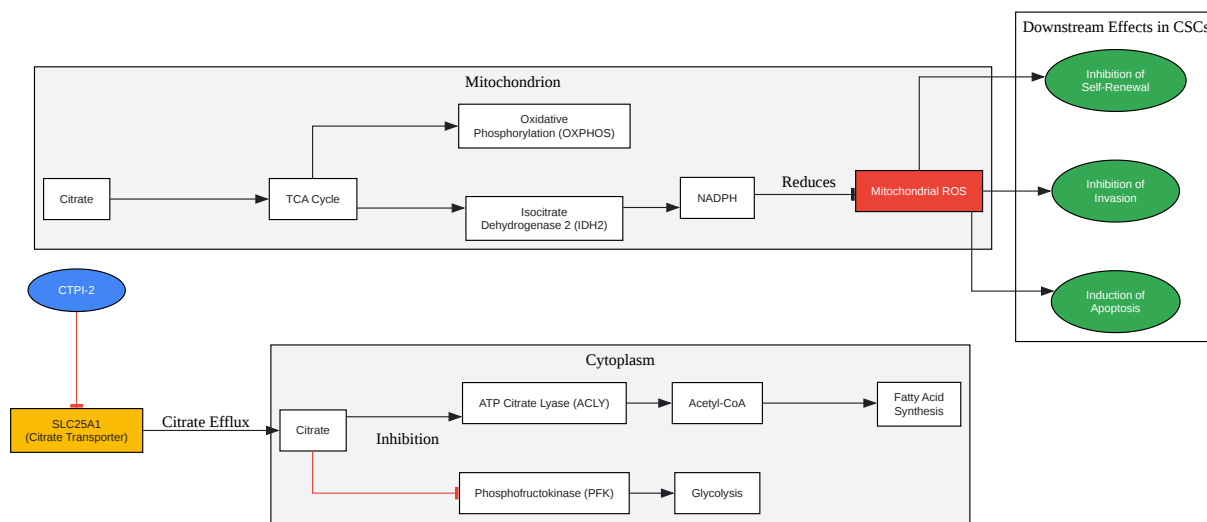 Downstream Effects in CSCs
Inhibition of
Self-Renewal
Mitochondrion
Oxidative
Phosphorylation (OXPHOS)
Citrate
TCA Cycle
Isocitrate
Dehydrogenase 2 (IDH2)
NADPH
Reduces
Mitochondrial ROS
Inhibition of
Invasion
CTPI-2
Induction of
Apoptosis
Cytoplasm
SLC25A1
(Citrate Transporter)
Citrate Efflux
Citrate
Inhibition
ATP Citrate Lyase (ACLY)
Acetyl-CoA
Fatty Acid
Synthesis
Phosphofructokinase (PFK)
Glycolysis